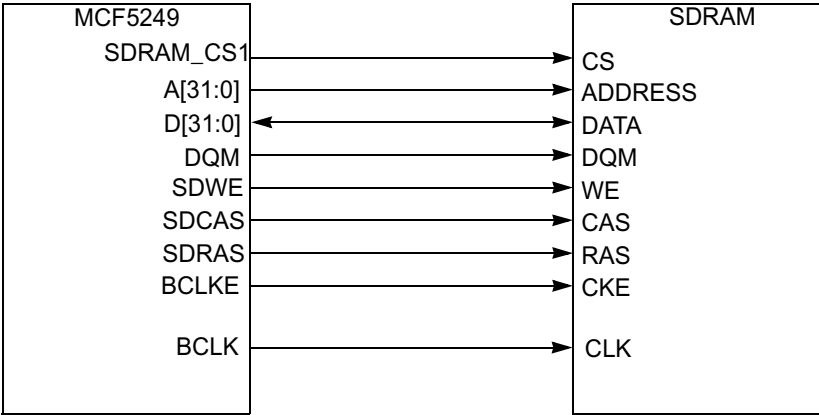 MCF5249 SDRAM
SDRAM_CS1 CS
A[31:0] ADDRESS
D[31:0] DATA
DQM DQM
SDWE WE
SDCAS CAS
SDRAS RAS
BCLKE CKE
BCLK CLK